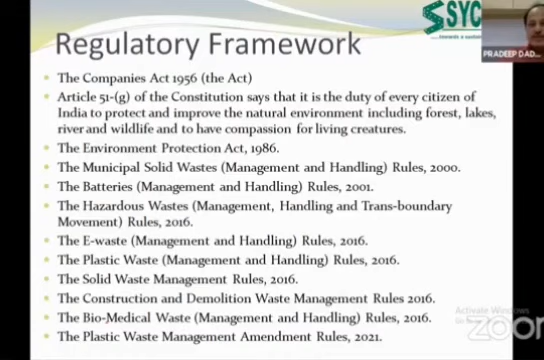 SYC
...towards a
Regulatory Framework
PRADEEP DAD...
The Companies Act 1956 (the Act)
Article 51-(g) of the Constitution says that it is the duty of every citizen of
India to protect and improve the natural environment including forest, lakes,
river and wildlife and to have compassion for living creatures.
The Environment Protection Act, 1986.
The Municipal Solid Wastes (Management and Handling) Rules, 2000.
The Batteries (Management and Handling) Rules, 2001.
The Hazardous Wastes (Management, Handling and Trans-boundary
Movement) Rules, 2016.
The E-waste (Management and Handling) Rules, 2016.
The Plastic Waste (Management and Handling) Rules, 2016.
The Solid Waste Management Rules, 2016.
The Construction and Demolition Waste Management Rules 2016.
The Bio-Medical Waste (Management and Handling) Rules, 2016.
The Plastic Waste Management Amendment Rules, 2021.
Activate Windows
zoom